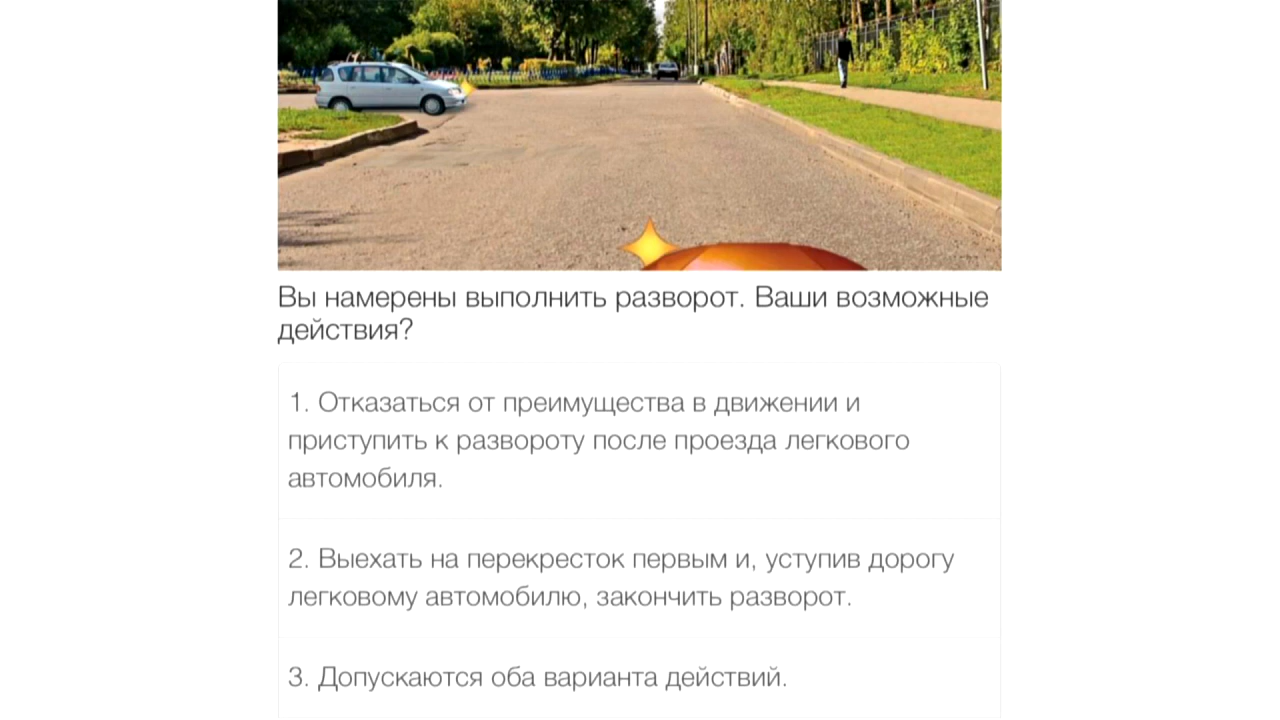 Вы намерены выполнить разворот. Ваши возможные
действия?
1. Отказаться от преимущества в движении и
приступить к развороту после проезда легкового
автомобиля.
2. Выехать на перекресток первым и, уступив дорогу
легковому автомобилю, закончить разворот.
3. Допускаются оба варианта действий.